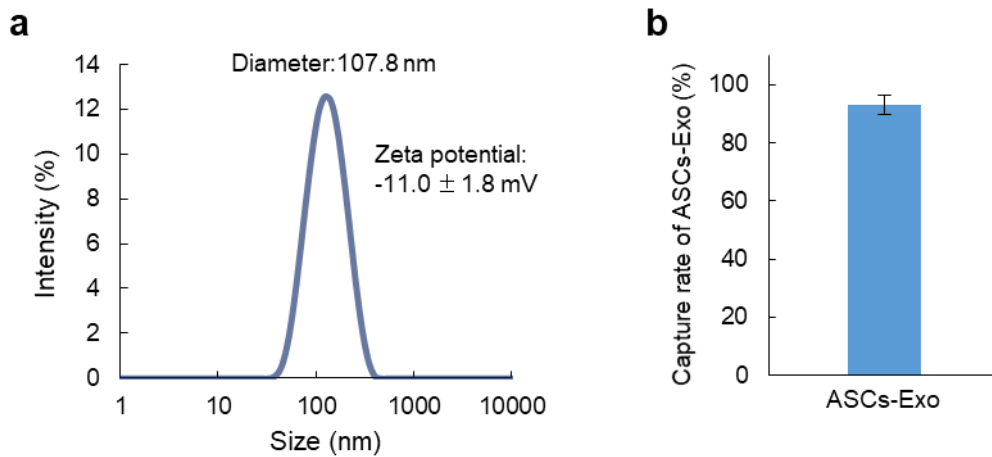 a
Diameter:107.8 nm
Zeta potential:
-11.0 ± 1.8 mV
Intensity (%)
14
12
10
8
6
4
2
0
1 10 100 1000 10000
Size (nm)
b
Capture rate of ASCs-Exo (%)
100
80
60
40
20
0
ASCs-Exo